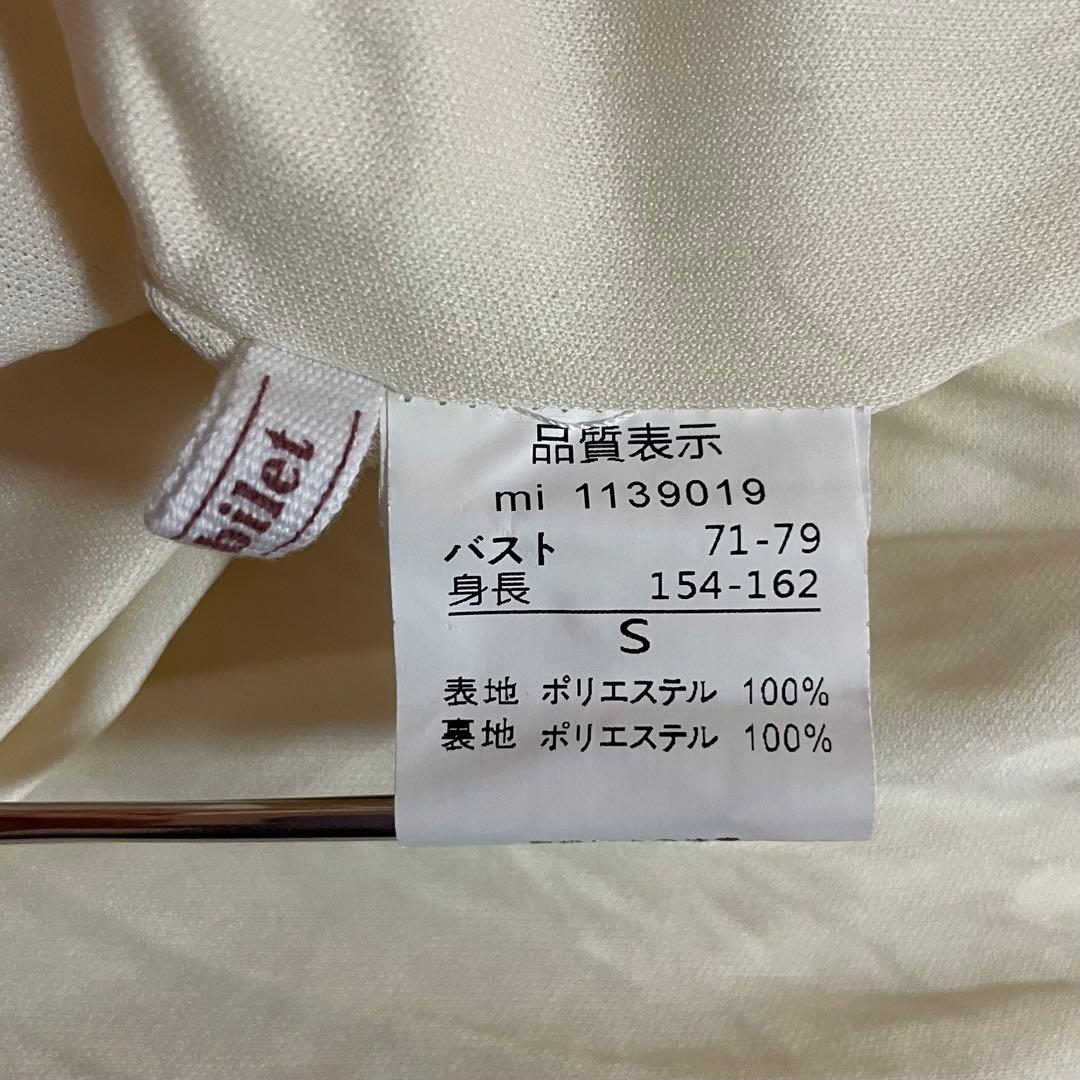 品質表示
mi 1139019
バスト 71-79
身長 154-162
S
表地 ポリエステル 100%
裏地 ポリエステル 100%
bilet